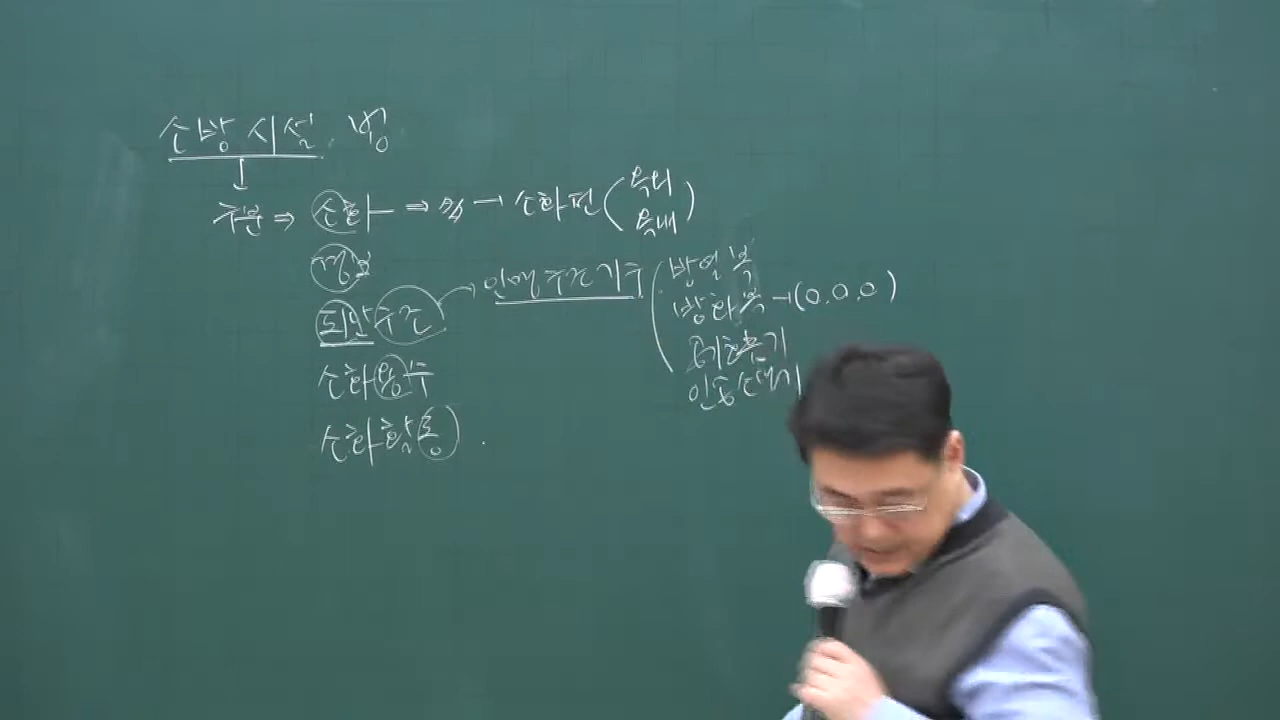 소방시설. 법
구분 ⇒ 소화 ⇒ → 소화전 ( 옥외 옥내 )
경보
피난구조 → 인명구조기구 ( 방열복
방화복 → (0.0.0)
공기호흡기
인공소생기
소화용수
소화활동).